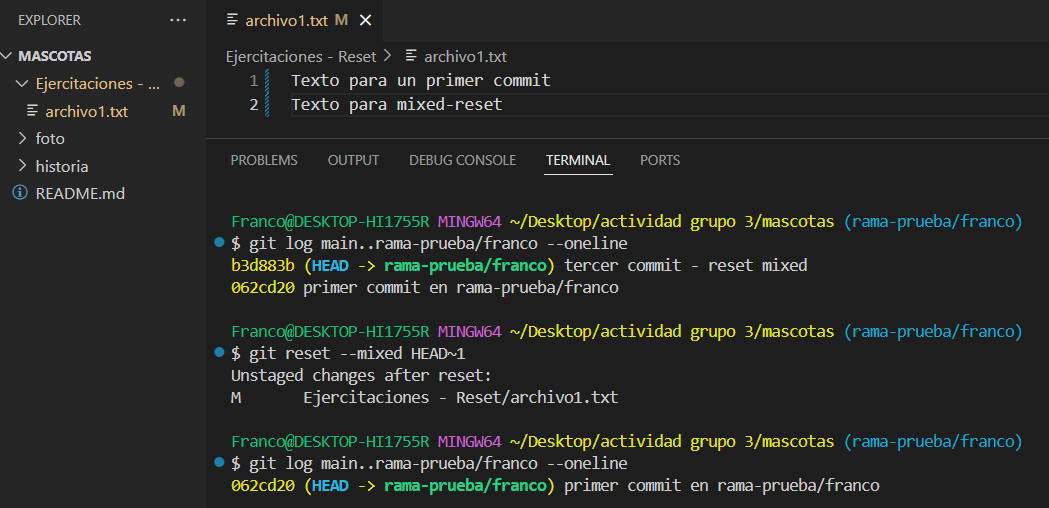 EXPLORER ...
MASCOTAS
Ejercitaciones - ...
archivo1.txt M
foto
historia
README.md
archivo1.txt M
Ejercitaciones - Reset > archivo1.txt
1 Texto para un primer commit
2 Texto para mixed-reset
PROBLEMS OUTPUT DEBUG CONSOLE TERMINAL PORTS
Franco@DESKTOP-HI1755R MINGW64 ~/Desktop/actividad grupo 3/mascotas (rama-prueba/franco)
$ git log main..rama-prueba/franco --oneline
b3d883b (HEAD -> rama-prueba/franco) tercer commit - reset mixed
062cd20 primer commit en rama-prueba/franco
Franco@DESKTOP-HI1755R MINGW64 ~/Desktop/actividad grupo 3/mascotas (rama-prueba/franco)
$ git reset --mixed HEAD~1
Unstaged changes after reset:
M Ejercitaciones - Reset/archivo1.txt
Franco@DESKTOP-HI1755R MINGW64 ~/Desktop/actividad grupo 3/mascotas (rama-prueba/franco)
$ git log main..rama-prueba/franco --oneline
062cd20 (HEAD -> rama-prueba/franco) primer commit en rama-prueba/franco